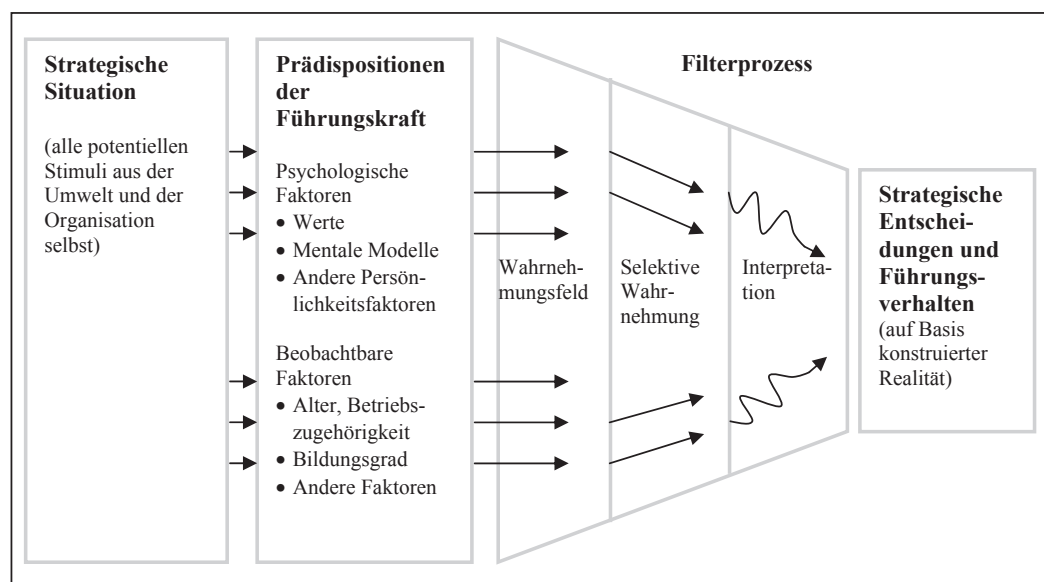 Strategische
Situation
(alle potentiellen
Stimuli aus der
Umwelt und der
Organisation
selbst)
Prädispositionen
der
Führungskraft
Psychologische
Faktoren
• Werte
• Mentale Modelle
• Andere Persön-
lichkeitsfaktoren
Beobachtbare
Faktoren
• Alter, Betriebs-
zugehörigkeit
• Bildungsgrad
• Andere Faktoren
Filterprozess
Wahrneh-
mungsfeld
Selektive
Wahr-
nehmung
Interpreta-
tion
Strategische
Entschei-
dungen und
Führungs-
verhalten
(auf Basis
konstruierter
Realität)